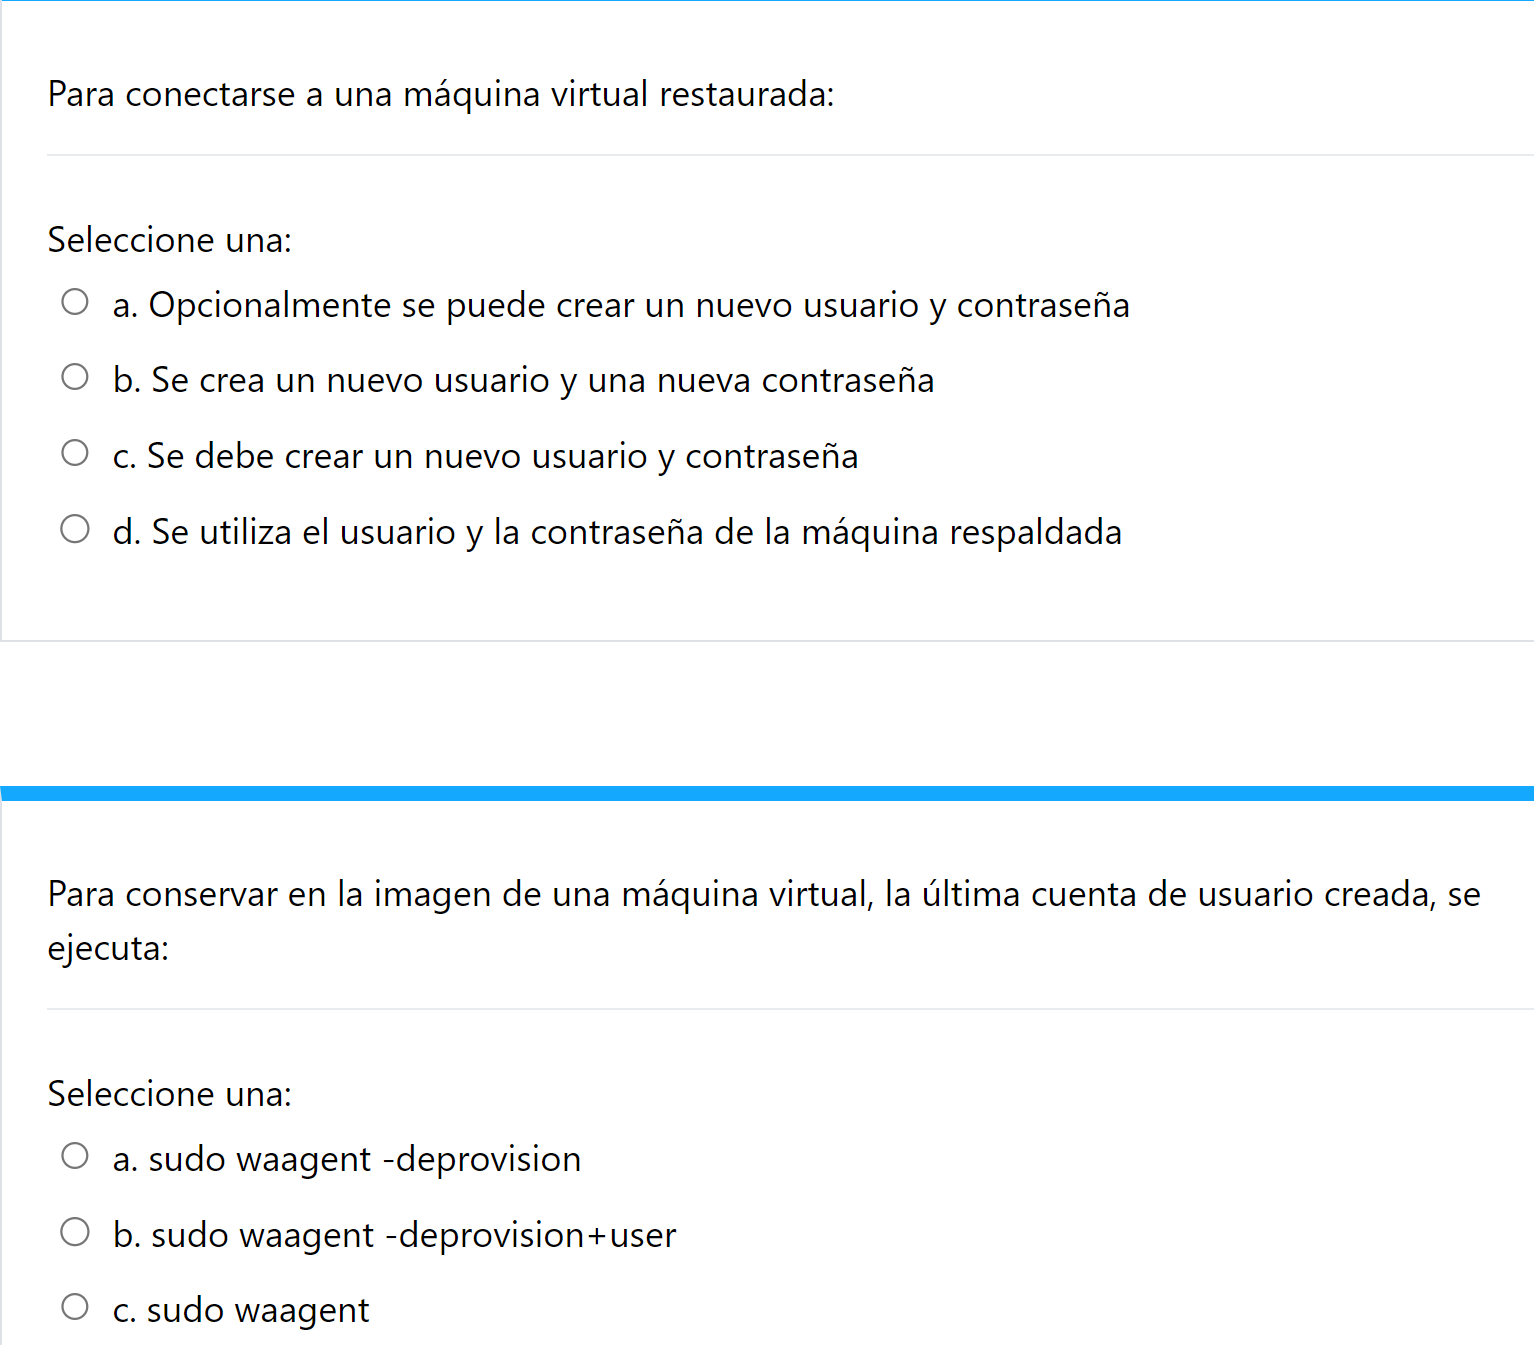 Para conectarse a una máquina virtual restaurada:
Seleccione una:
a. Opcionalmente se puede crear un nuevo usuario y contraseña
b. Se crea un nuevo usuario y una nueva contraseña
c. Se debe crear un nuevo usuario y contraseña
d. Se utiliza el usuario y la contraseña de la máquina respaldada
Para conservar en la imagen de una máquina virtual, la última cuenta de usuario creada, se
ejecuta:
Seleccione una:
a. sudo waagent -deprovision
b. sudo waagent -deprovision+user
c. sudo waagent